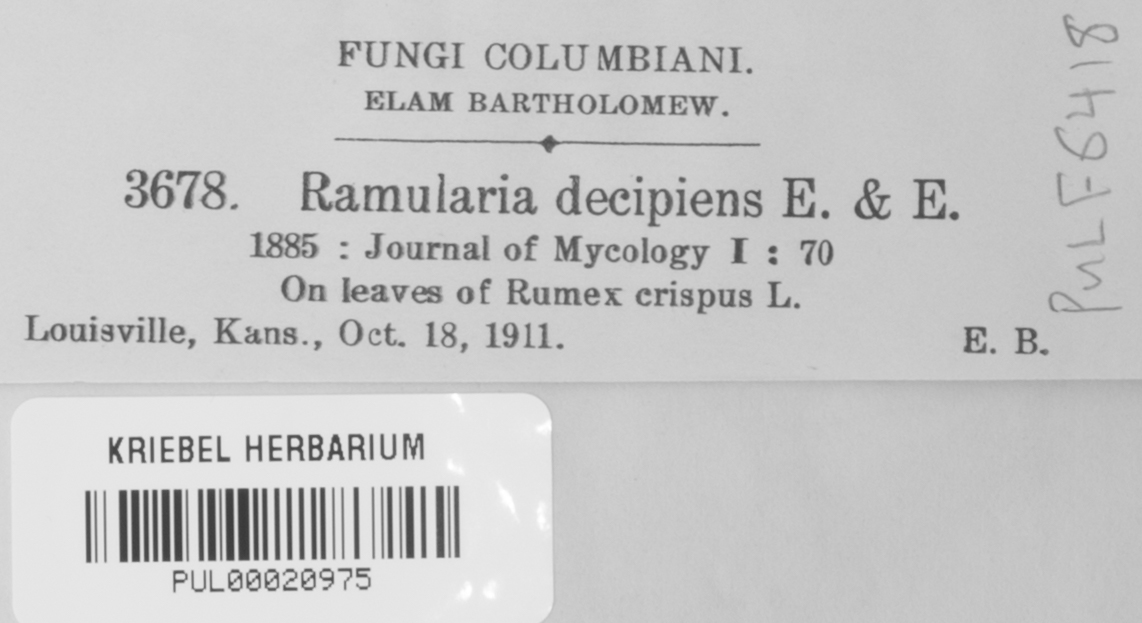 FUNGI COLUMBIANI.
ELAM BARTHOLOMEW.
3678. Ramularia decipiens E. & E.
1885 : Journal of Mycology I : 70
On leaves of Rumex crispus L.
Louisville, Kans., Oct. 18, 1911. E. B.
PUL F6418
KRIEBEL HERBARIUM
PUL00020975